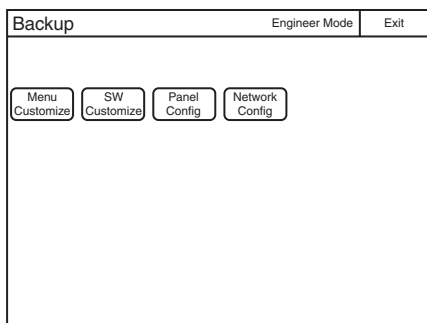 Backup Engineer Mode Exit
Menu SW Panel Network
Customize Customize Config Config